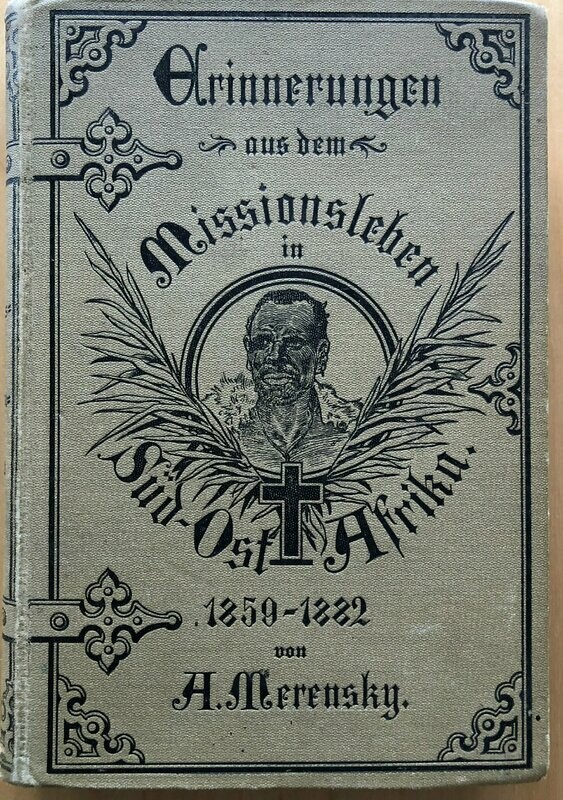 Erinnerungen
aus dem
Missionsleben
in
Süd-Ost Afrika.
1859-1882
von
A. Merensky.